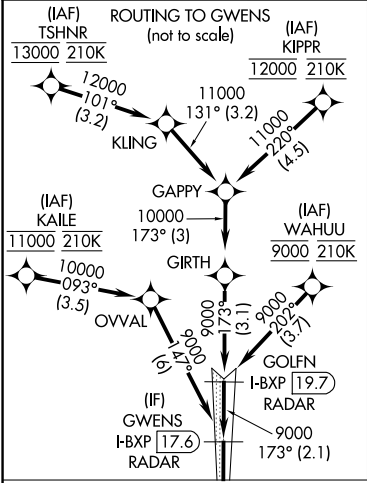 ROUTING TO GWENS
(not to scale)
(IAF)
TSHNR
13000 210K
(IAF)
KIPPR
12000 210K
12000
101°
(3.2)
11000
131° (3.2)
KLING
11000
220°
(4.5)
GAPPY
10000
173° (3)
(IAF)
KAILE
11000 210K
(IAF)
WAHUU
9000 210K
10000
093°
(3.5)
GIRTH
OVVAL
9000
147°
(6)
9000
173°
(3.1)
9000
202°
(3.7)
GOLFN
I-BXP 19.7
RADAR
(IF)
GWENS
I-BXP 17.6
RADAR
9000
173° (2.1)